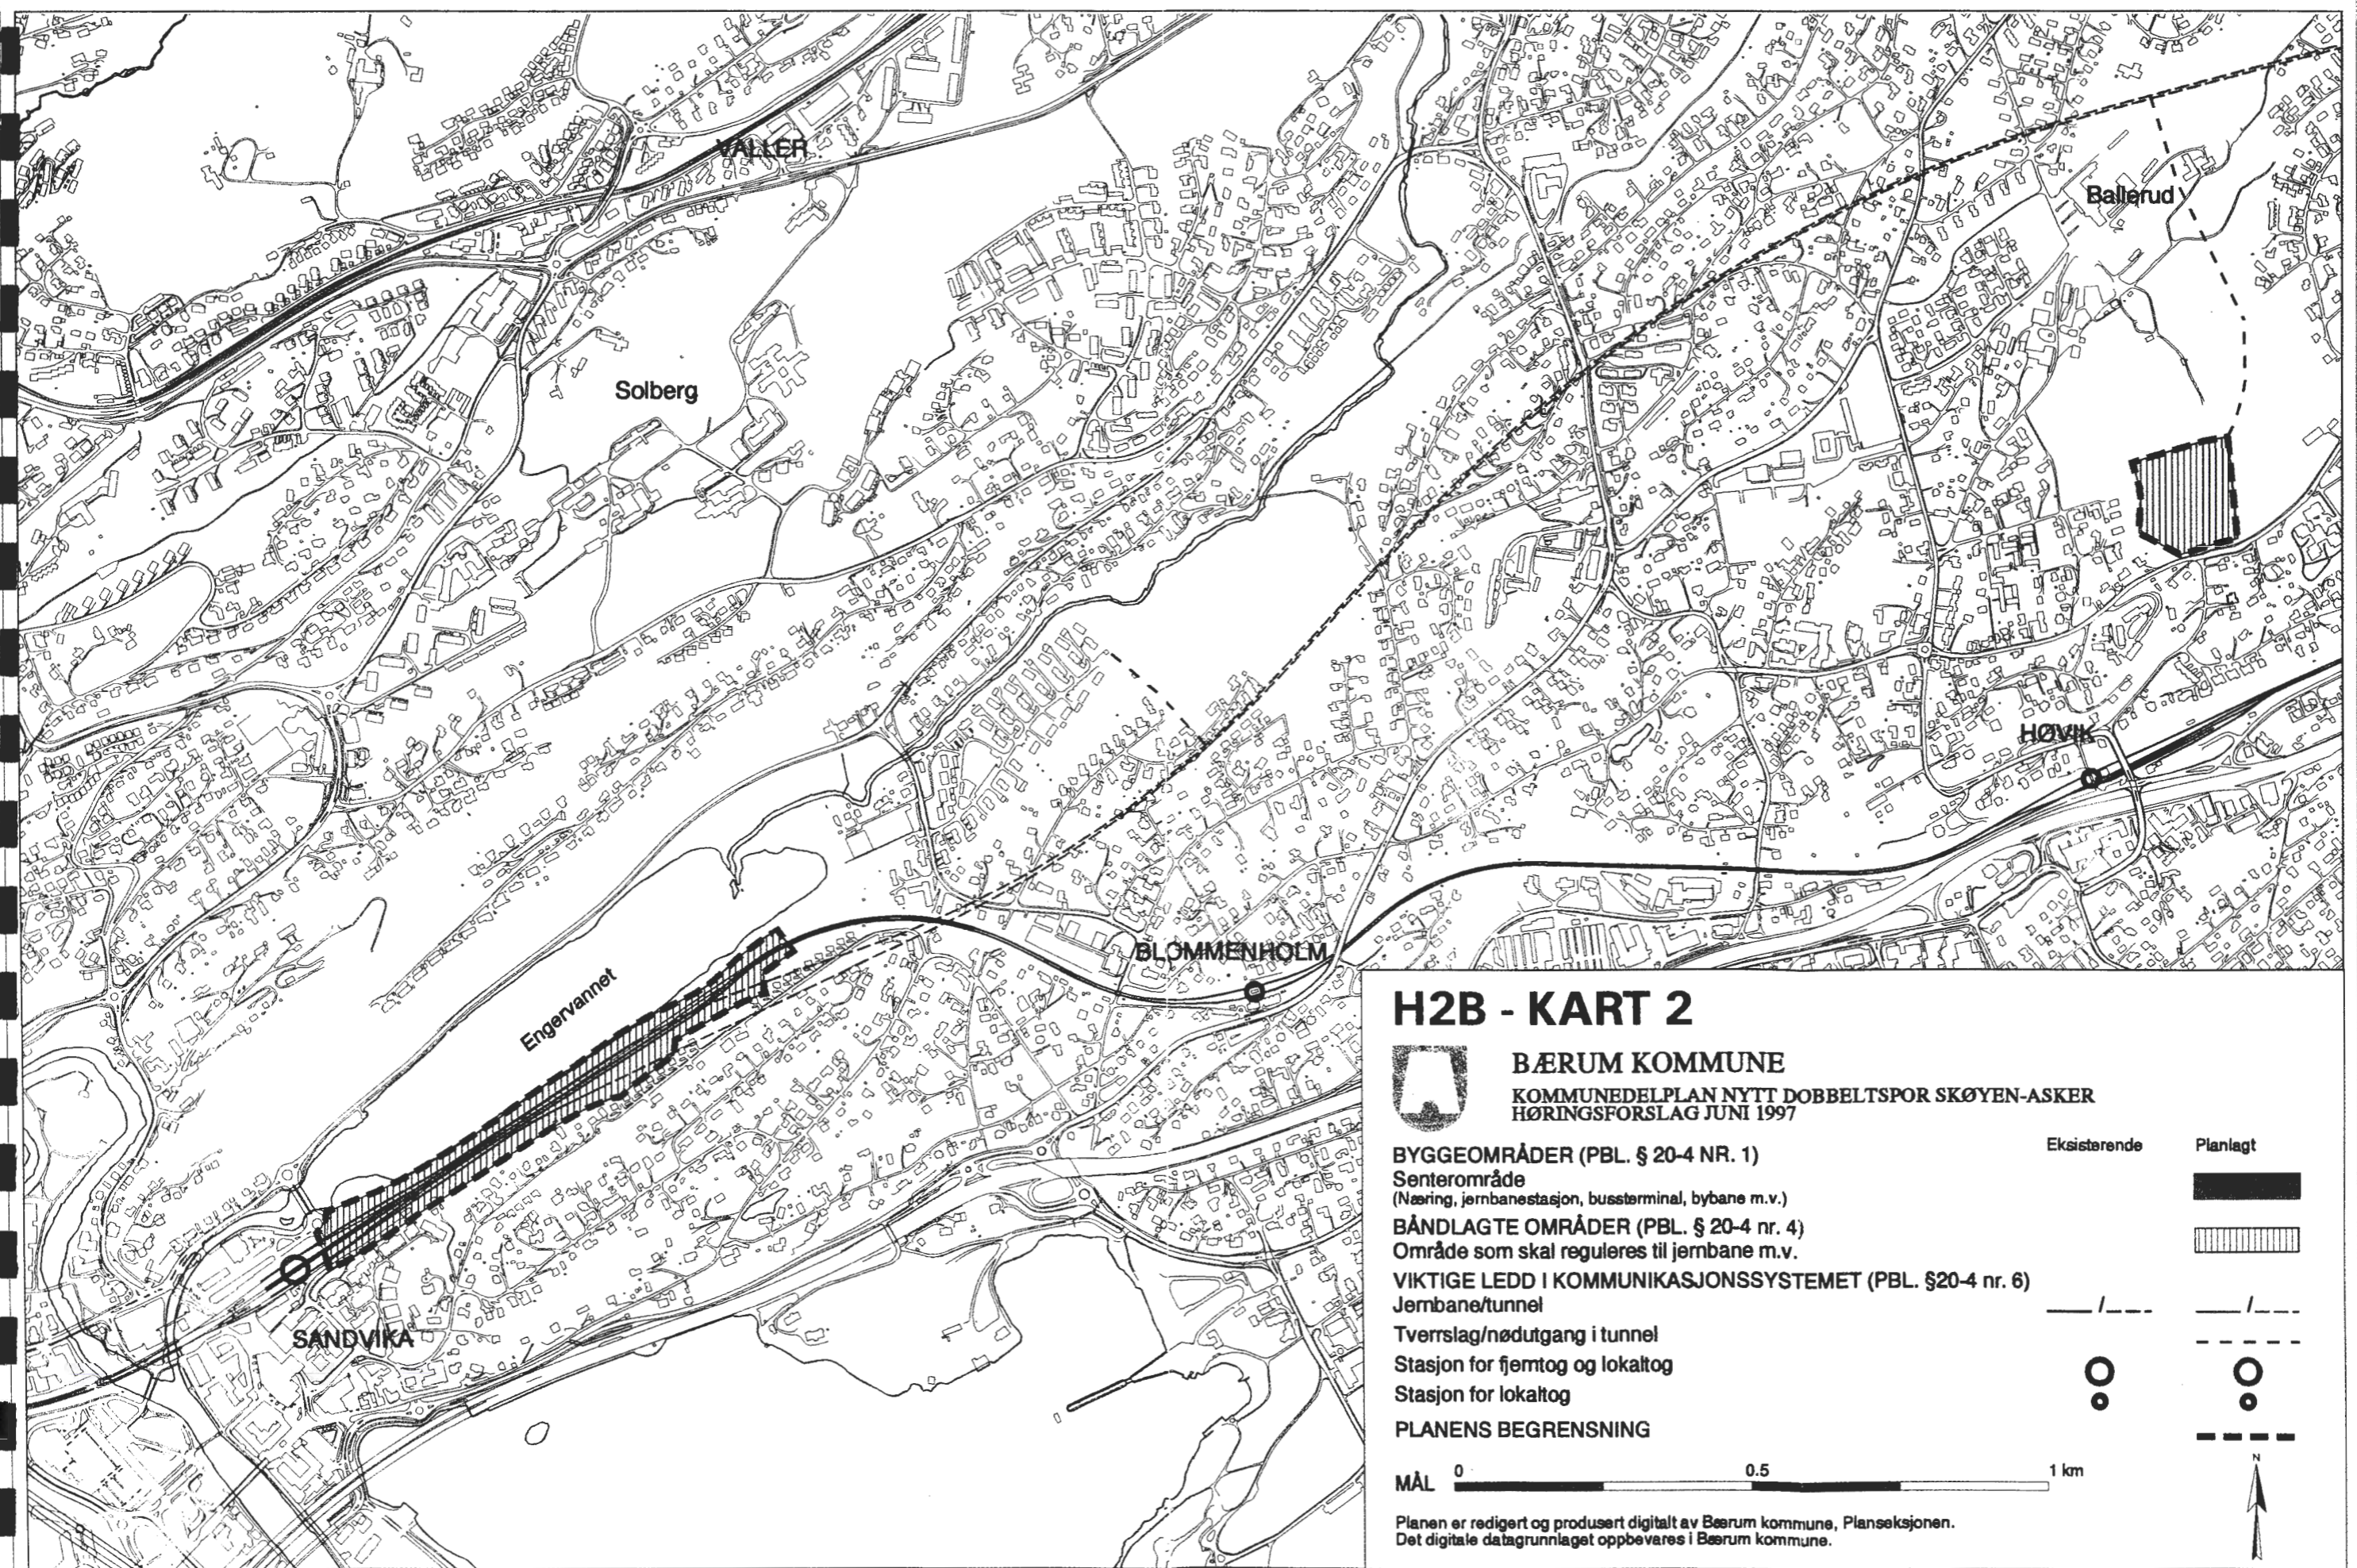 VALLER
Ballerud
Solberg
HØVIK
BLOMMENHOLM
Engervannet
SANDVIKA
H2B - KART 2
BÆRUM KOMMUNE
KOMMUNEDELPLAN NYTT DOBBELTSPOR SKØYEN-ASKER
HØRINGSFORSLAG JUNI 1997
BYGGEOMRÅDER (PBL. § 20-4 NR. 1)
Eksisterende
Planlagt
Senterområde
(Næring, jernbanestasjon, bussterminal, bybane m.v.)
BÅNDLAGTE OMRÅDER (PBL. § 20-4 nr. 4)
Område som skal reguleres til jernbane m.v.
VIKTIGE LEDD I KOMMUNIKASJONSSYSTEMET (PBL. §20-4 nr. 6)
Jernbane/tunnel
Tverrslag/nødutgang i tunnel
Stasjon for fjerntog og lokaltog
Stasjon for lokaltog
PLANENS BEGRENSNING
MÅL 0 0.5 1 km
N
Planen er redigert og produsert digitalt av Bærum kommune, Planseksjonen.
Det digitale datagrunnlaget oppbevares i Bærum kommune.